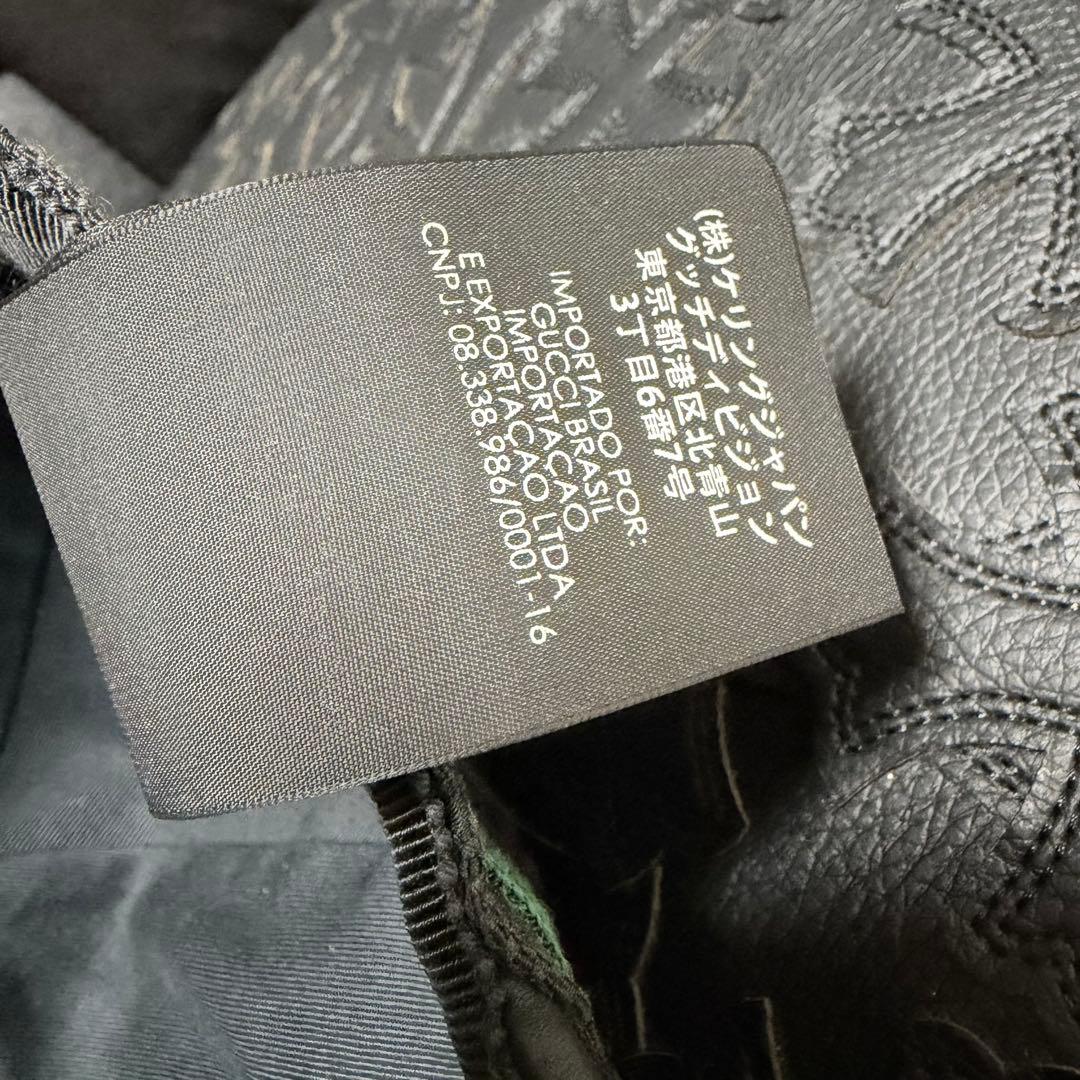 (株)ケリングジャパン
グッチディビジョン
東京都港区北青山
3丁目6番7号
IMPORTADO POR:
GUCCI BRASIL
IMPORTACAO
E EXPORTACAO LTDA
CNPJ: 08.338.986/0001-16